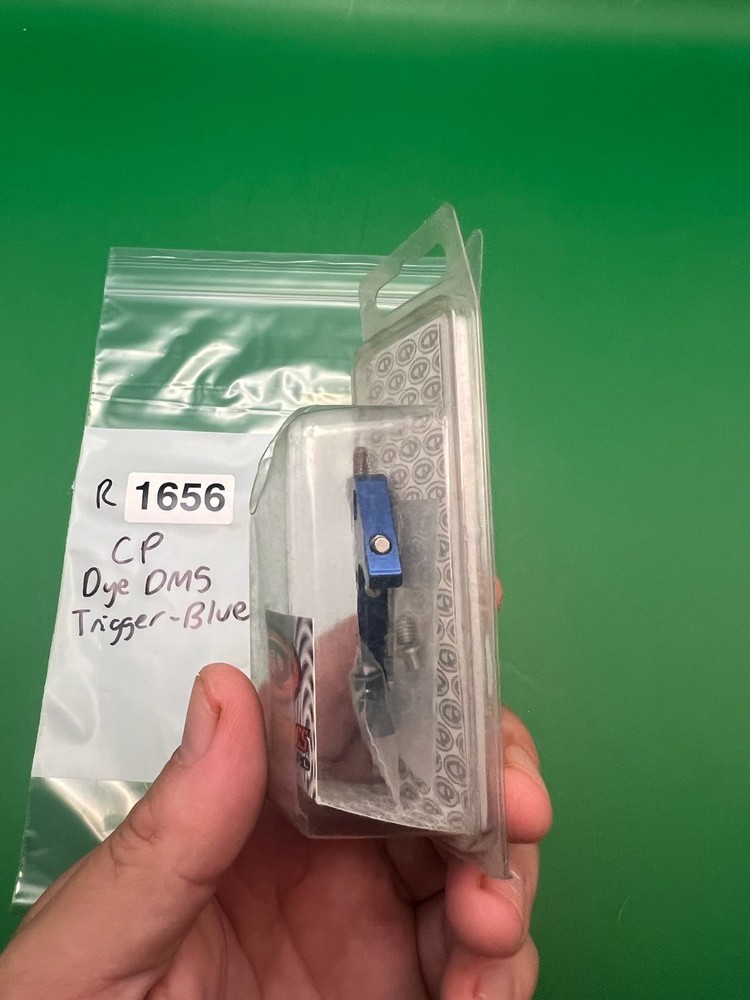 R 1656
CP
Dye DM5
Trigger-Blue